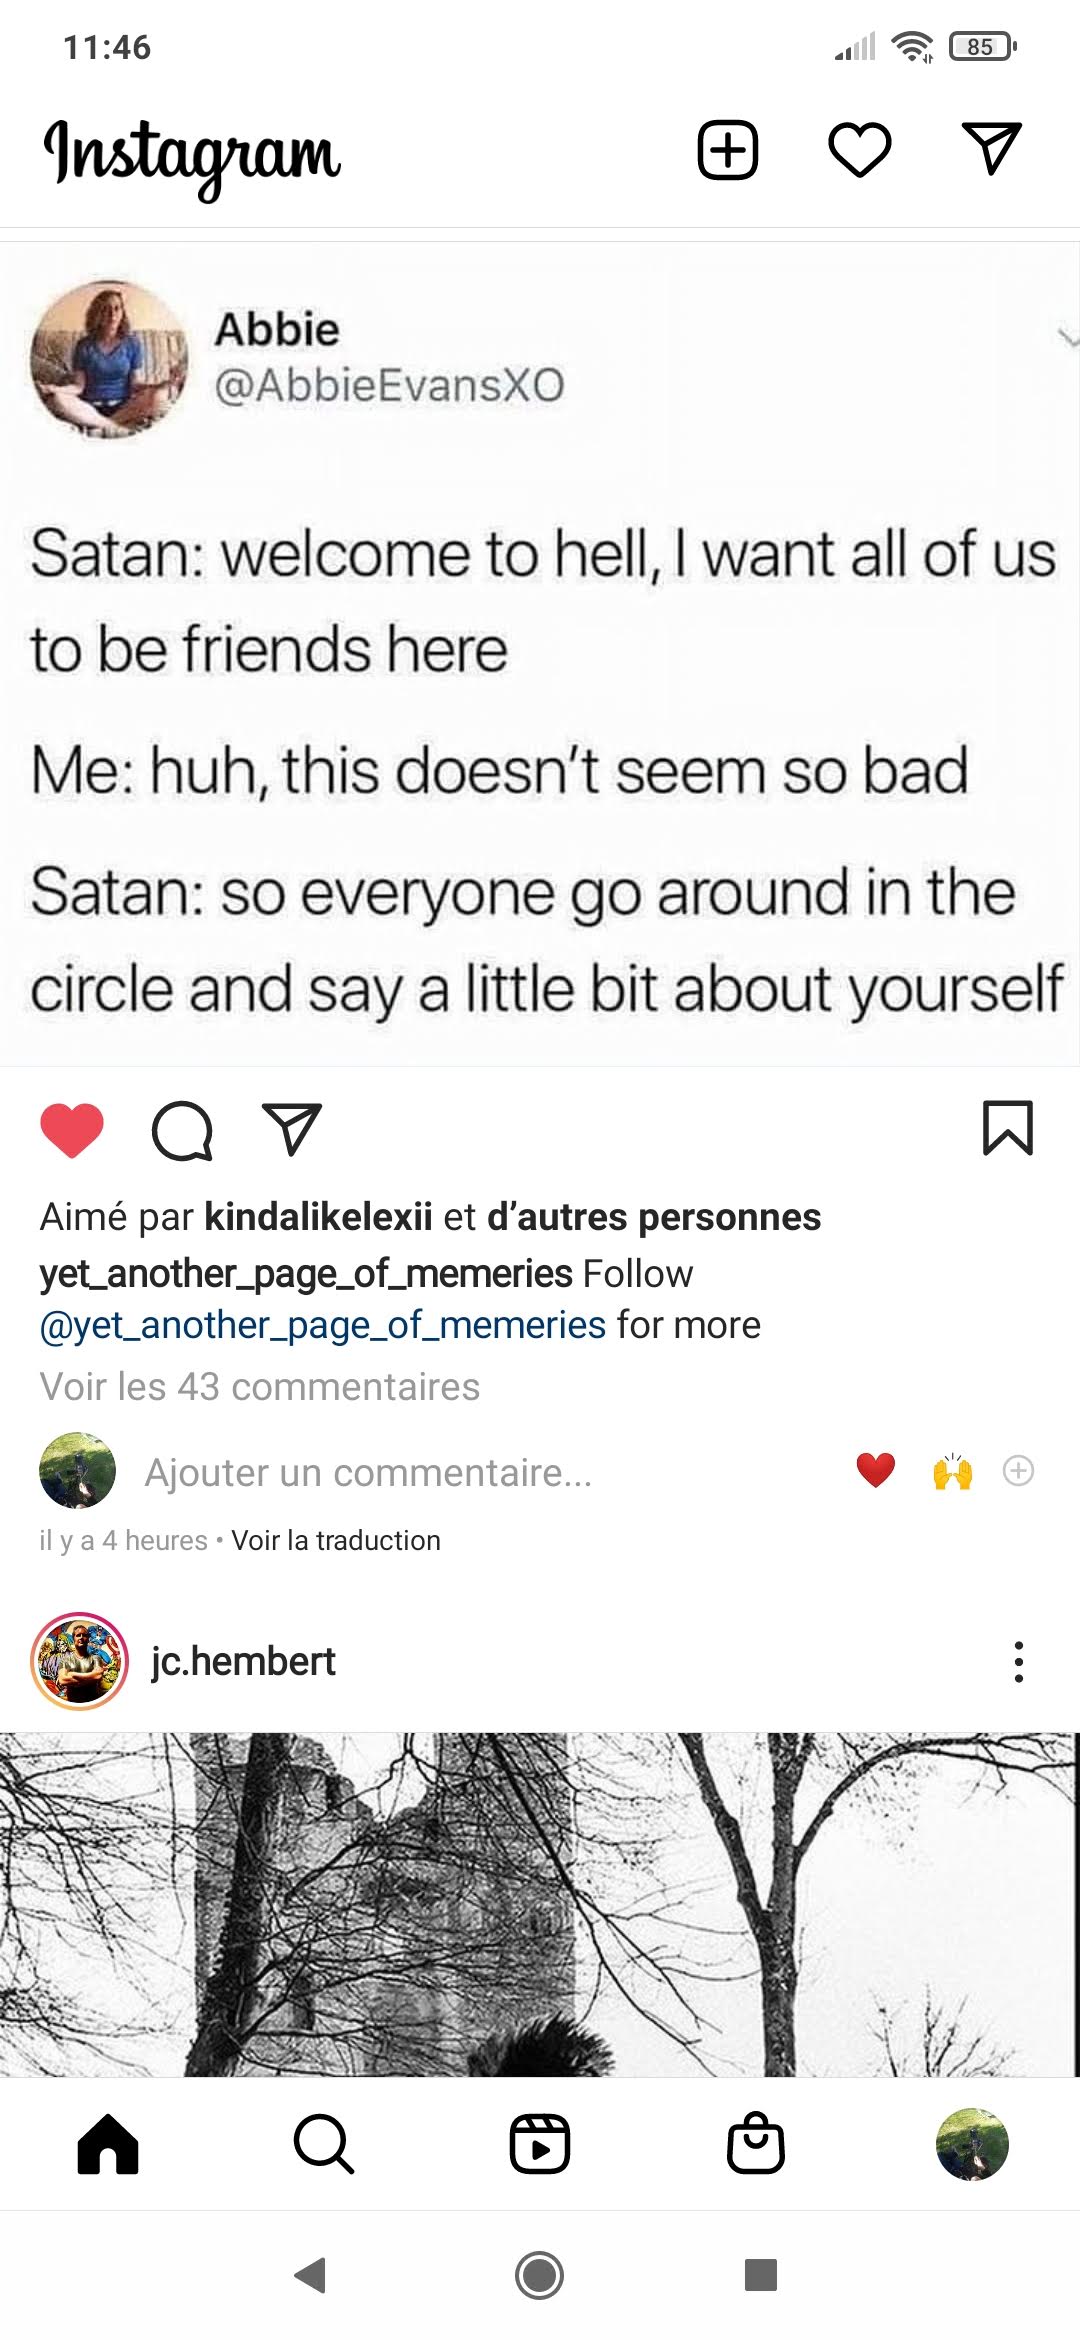 11:46
85
Instagram
Abbie
@AbbieEvansXO
Satan: welcome to hell, I want all of us
to be friends here
Me: huh, this doesn't seem so bad
Satan: so everyone go around in the
circle and say a little bit about yourself
Aimé par kindalikelexii et d’autres personnes
yet_another_page_of_memeries Follow
@yet_another_page_of_memeries for more
Voir les 43 commentaires
Ajouter un commentaire...
il y a 4 heures • Voir la traduction
jc.hembert